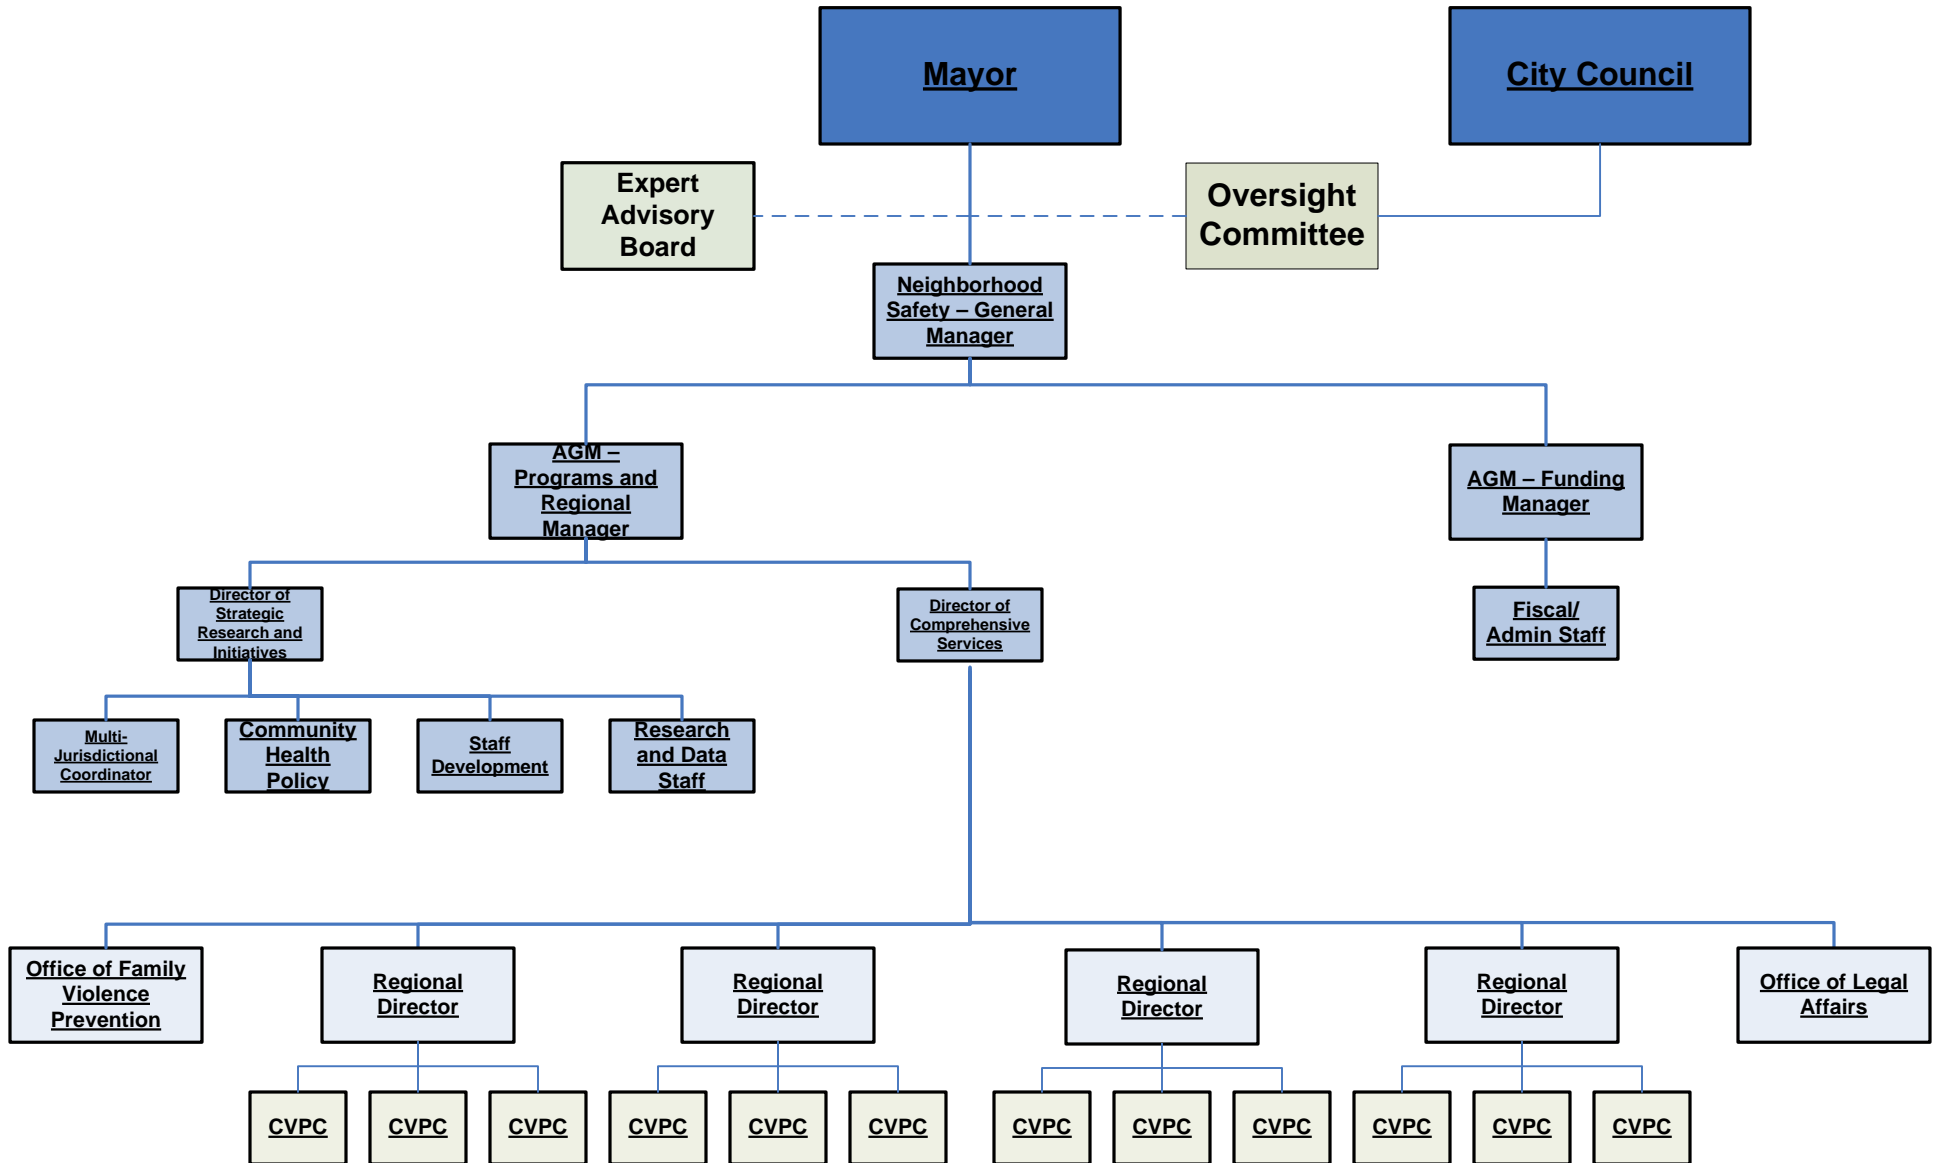 Mayor
City Council
Expert
Advisory
Board
Oversight
Committee
Neighborhood
Safety – General
Manager
AGM –
Programs and
Regional
Manager
AGM – Funding
Manager
Director of
Strategic
Research and
Initiatives
Director of
Comprehensive
Services
Fiscal/
Admin Staff
Multi-
Jurisdictional
Coordinator
Community
Health
Policy
Staff
Development
Research
and Data
Staff
Office of Family
Violence
Prevention
Regional
Director
Regional
Director
Regional
Director
Regional
Director
Office of Legal
Affairs
CVPC
CVPC
CVPC
CVPC
CVPC
CVPC
CVPC
CVPC
CVPC
CVPC
CVPC
CVPC